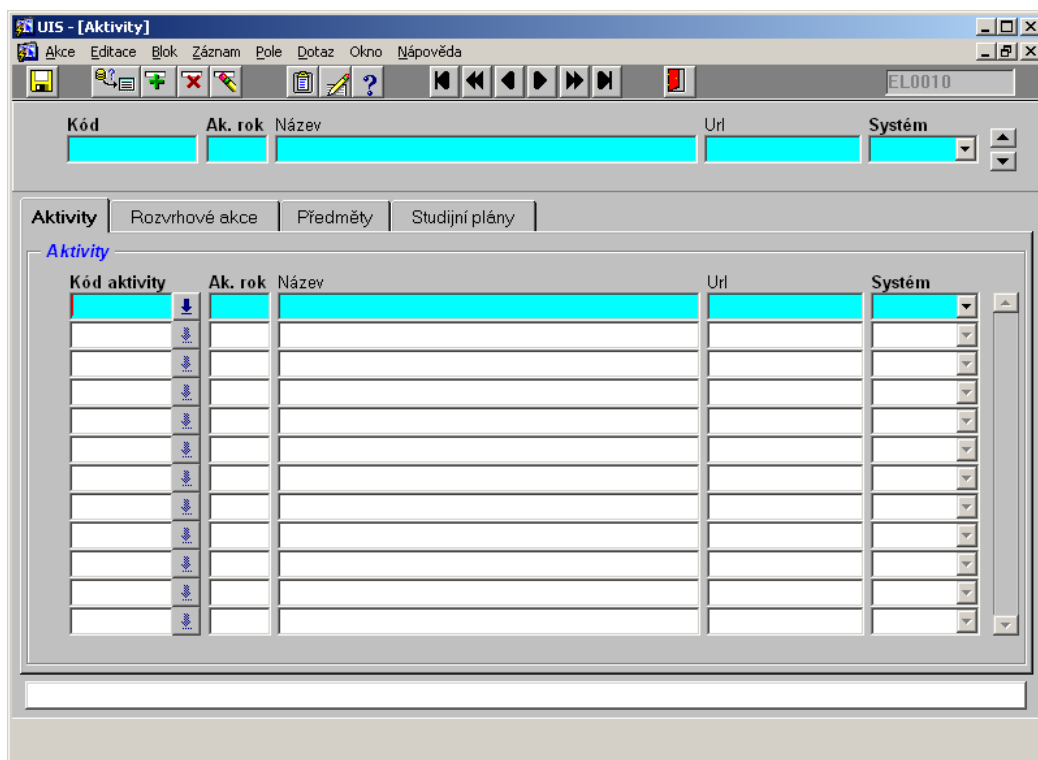 UIS - [Aktivity]
Akce Editace Blok Záznam Pole Dotaz Okno Nápověda
EL0010
Kód Ak. rok Název Url Systém
Aktivity Rozvrhové akce Předměty Studijní plány
Aktivity
Kód aktivity Ak. rok Název Url Systém